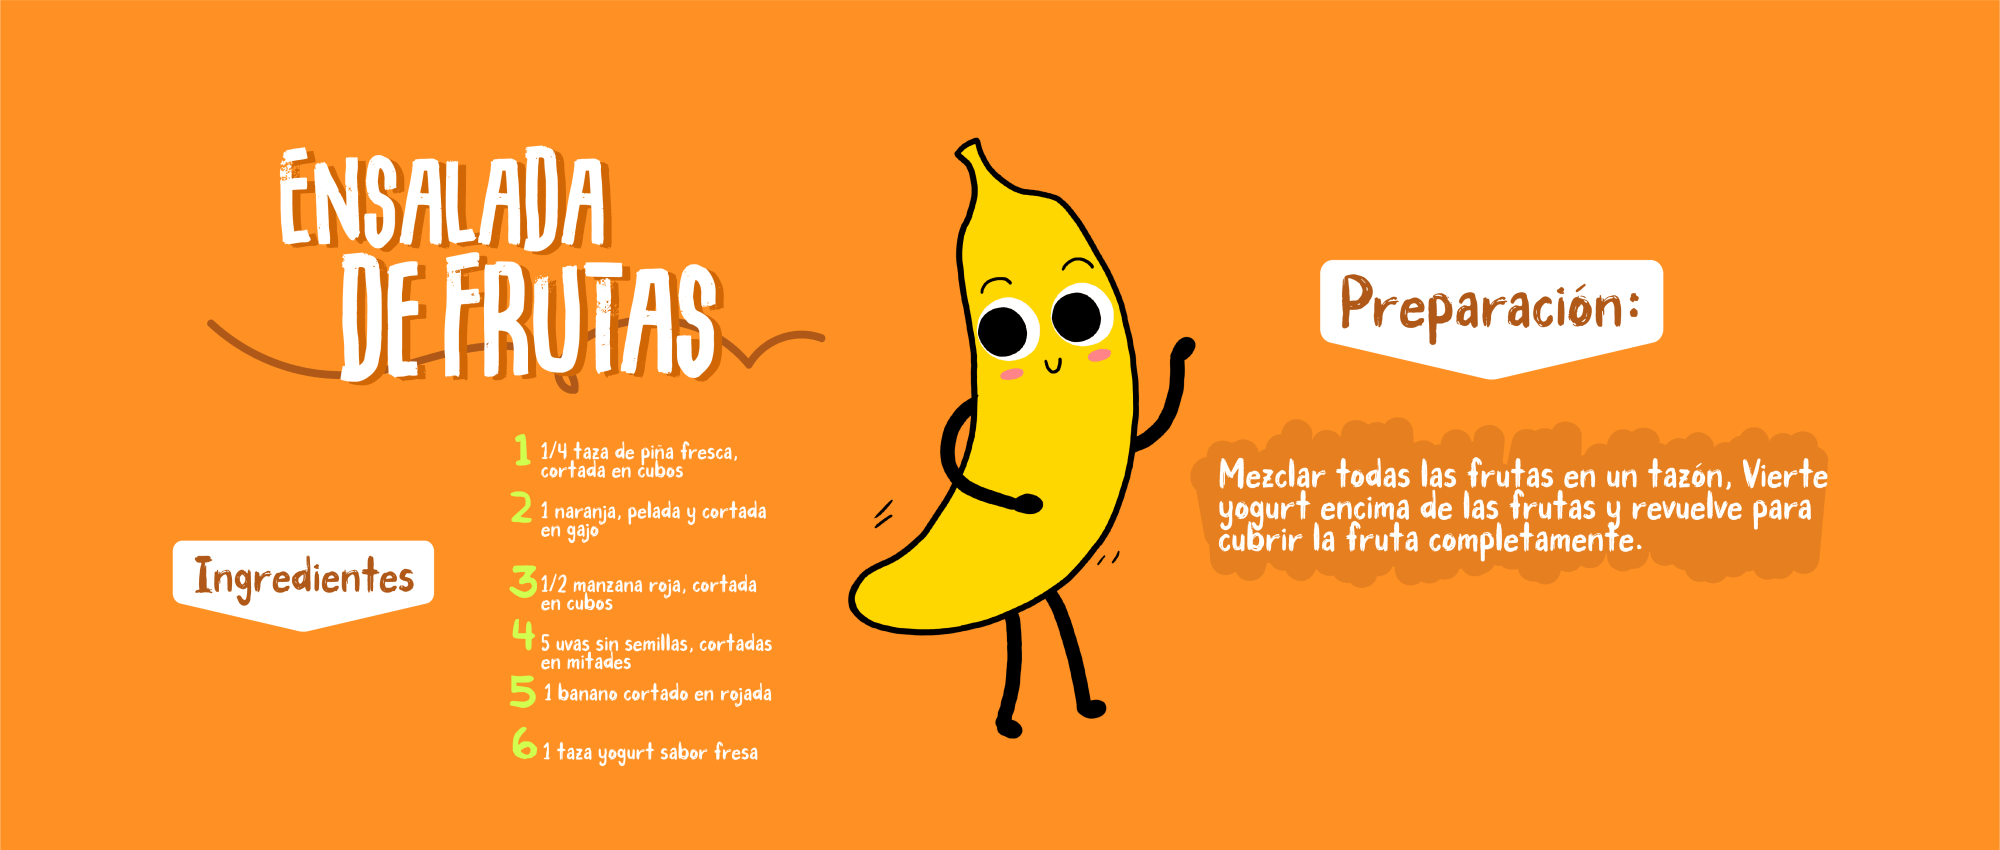 ENSALADA
DE FRUTAS
Ingredientes
1 1/4 taza de piña fresca,
cortada en cubos
2 1 naranja, pelada y cortada
en gajo
3 1/2 manzana roja, cortada
en cubos
4 5 uvas sin semillas, cortadas
en mitades
5 1 banano cortado en rojada
6 1 taza yogurt sabor fresa
Preparación:
Mezclar todas las frutas en un tazón, Vierte
yogurt encima de las frutas y revuelve para
cubrir la fruta completamente.